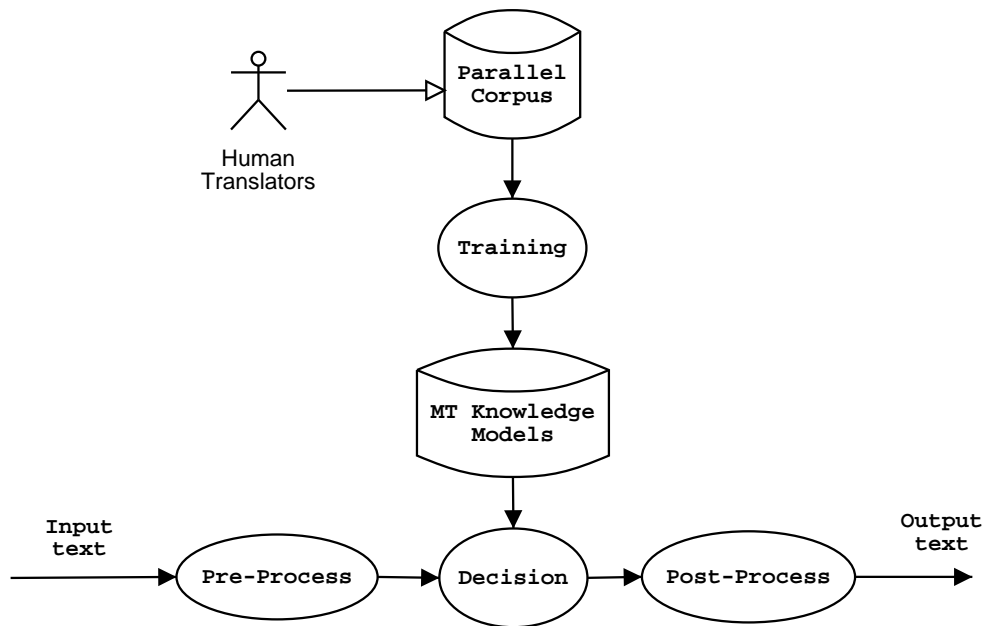 Parallel
Corpus
Human
Translators
Training
MT Knowledge
Models
Input
text
Output
text
Pre-Process
Decision
Post-Process